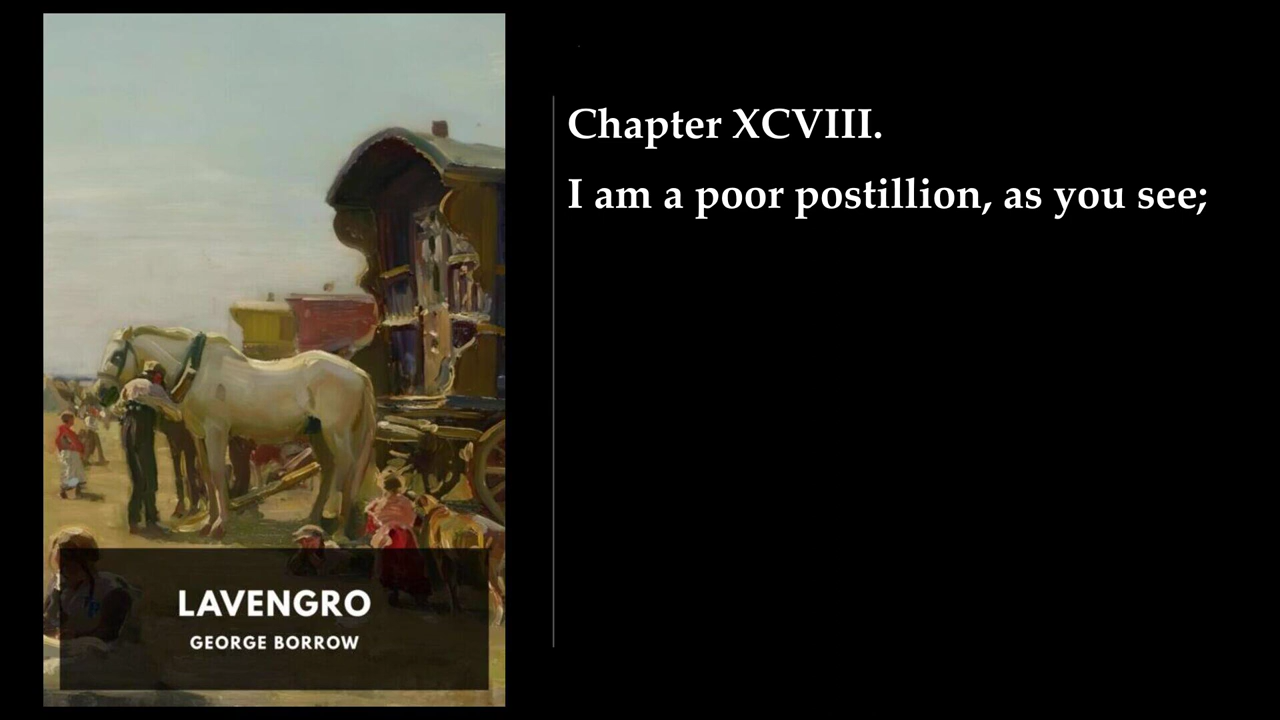 LAVENGRO
GEORGE BORROW
Chapter XCVIII.
I am a poor postillion, as you see;